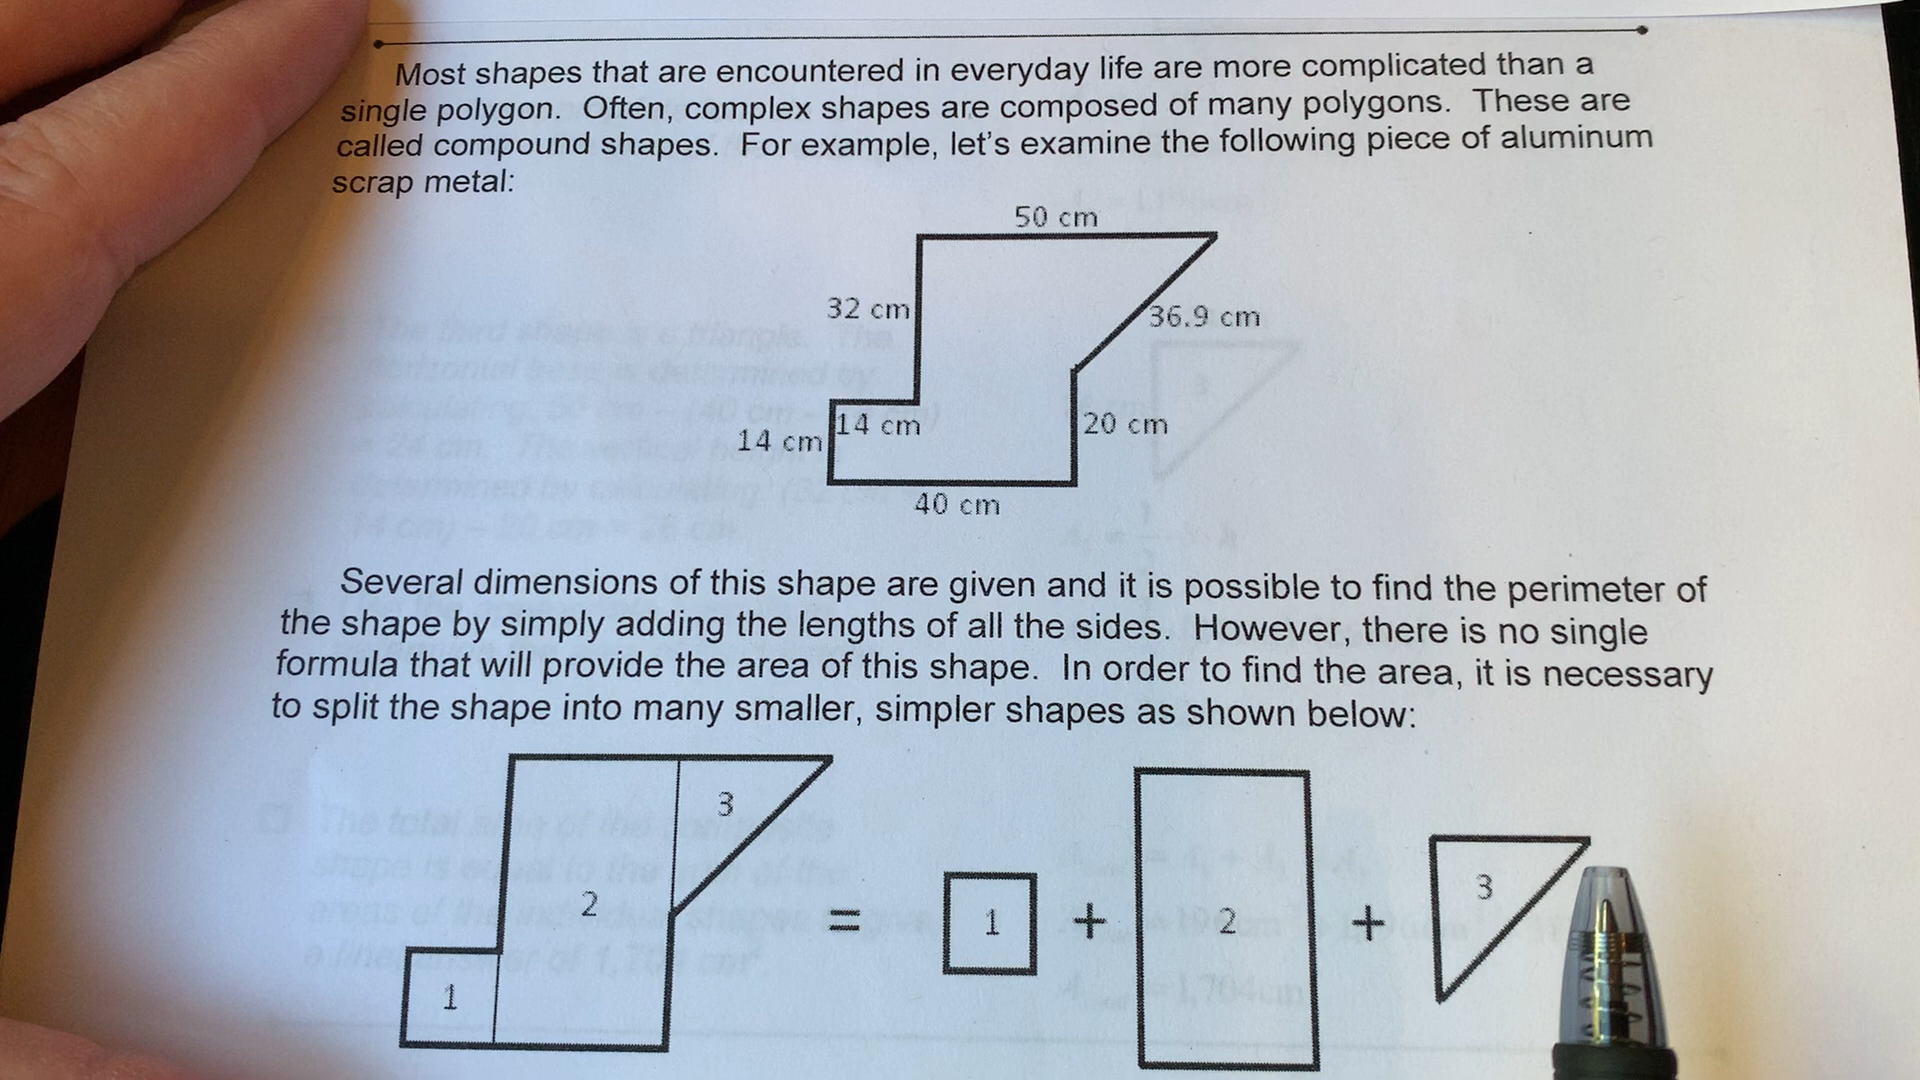 Most shapes that are encountered in everyday life are more complicated than a
single polygon. Often, complex shapes are composed of many polygons. These are
called compound shapes. For example, let's examine the following piece of aluminum
scrap metal:
50 cm
32 cm
36.9 cm
14 cm
14 cm
20 cm
40 cm
Several dimensions of this shape are given and it is possible to find the perimeter of
the shape by simply adding the lengths of all the sides. However, there is no single
formula that will provide the area of this shape. In order to find the area, it is necessary
to split the shape into many smaller, simpler shapes as shown below:
3
2
1
=
1
+
2
+
3